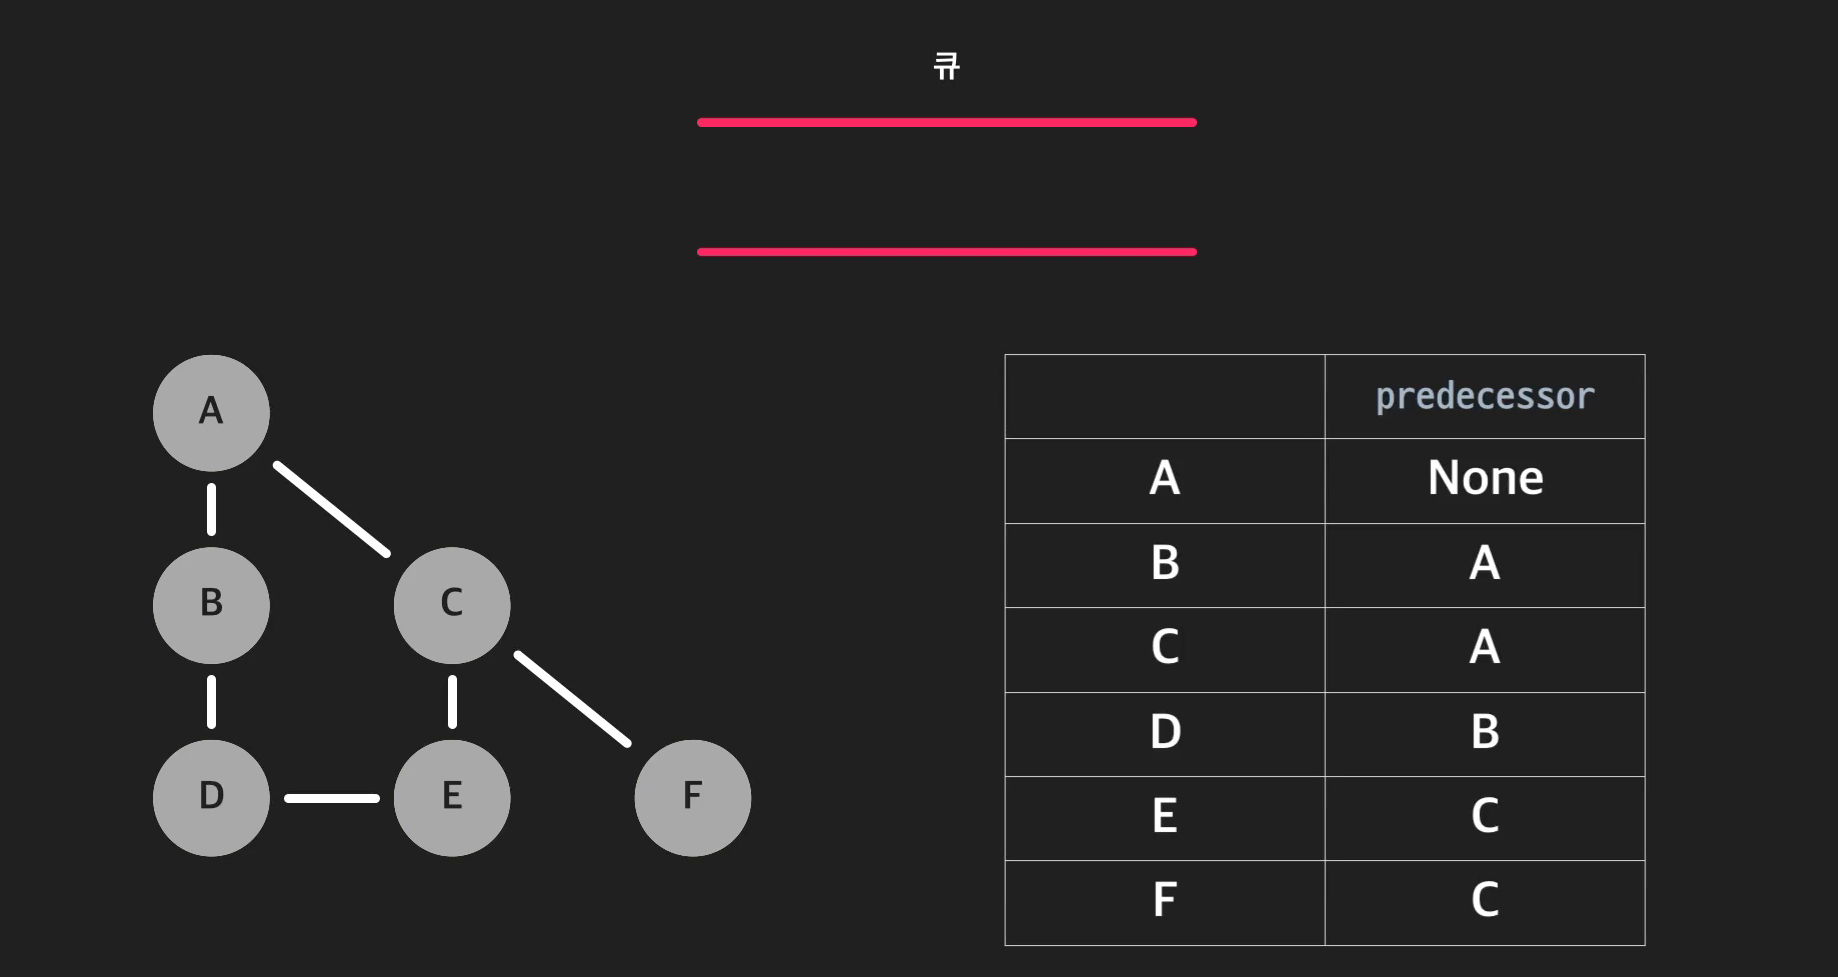 큐
A
B
C
D
E
F
predecessor
A None
B A
C A
D B
E C
F C